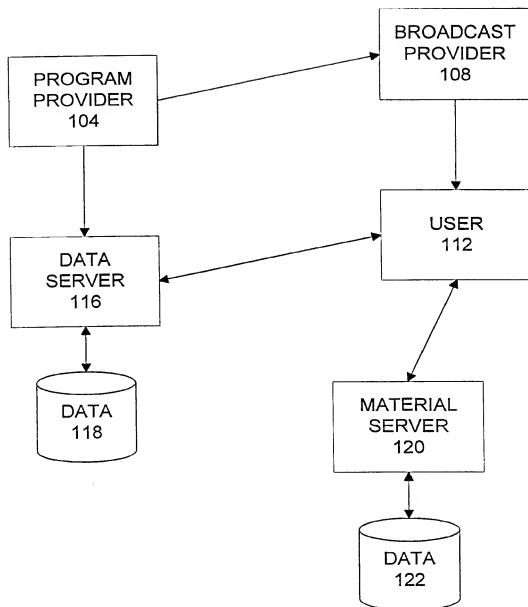 BROADCAST
PROVIDER
108
PROGRAM
PROVIDER
104
USER
112
DATA
SERVER
116
DATA
118
MATERIAL
SERVER
120
DATA
122